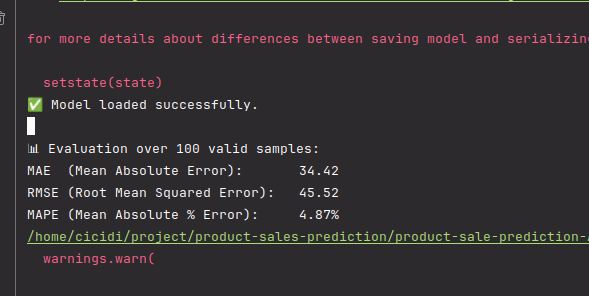 for more details about differences between saving model and serializing
setstate(state)
✅ Model loaded successfully.
📊 Evaluation over 100 valid samples:
MAE  (Mean Absolute Error):       34.42
RMSE (Root Mean Squared Error):   45.52
MAPE (Mean Absolute % Error):     4.87%
/home/cicidi/project/product-sales-prediction/product-sale-prediction-
warnings.warn(